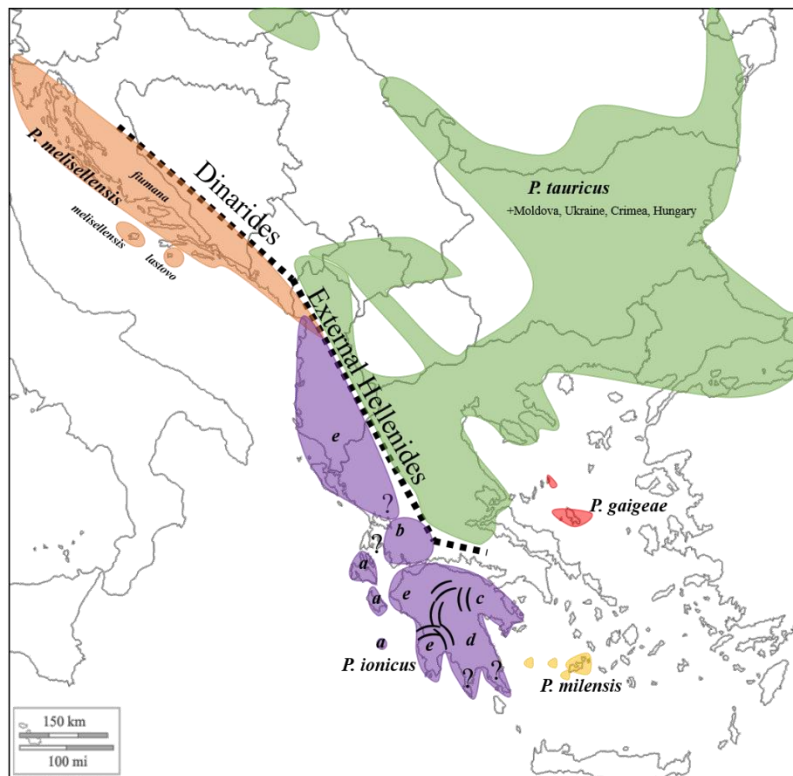 P. melisellensis
fiumana
melisellensis
lastovo
Dinarides
P. tauricus
+Moldova, Ukraine, Crimea, Hungary
External Hellenides
e
?
b
?
a
a
a
e
c
e
d
?
?
P. ionicus
P. gaigeae
P. milensis
150 km
100 mi